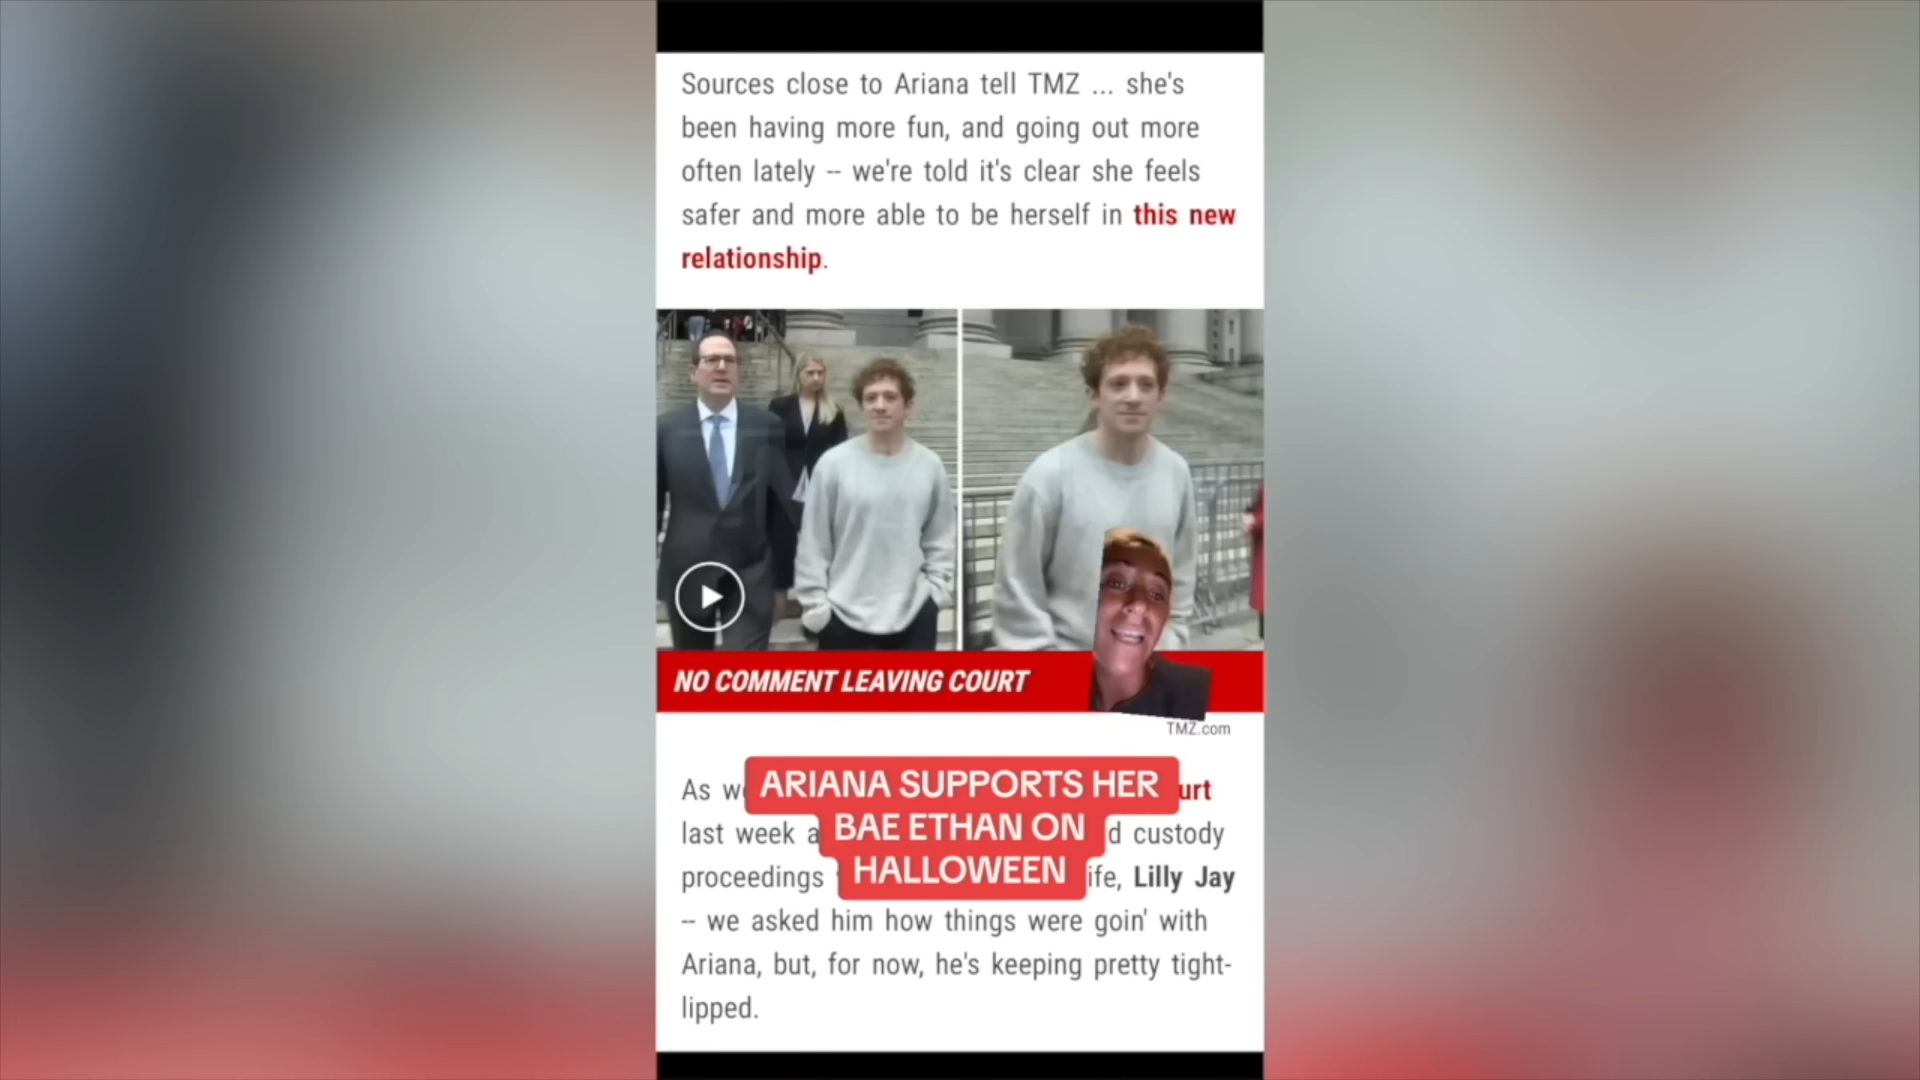 Sources close to Ariana tell TMZ ... she's
been having more fun, and going out more
often lately -- we're told it's clear she feels
safer and more able to be herself in this new
relationship.
NO COMMENT LEAVING COURT
TMZ.com
As
last week
custody
proceedings
Lilly Jay
-- we asked him how things were goin' with
Ariana, but, for now, he's keeping pretty tight-
lipped.
ARIANA SUPPORTS HER
BAE ETHAN ON
HALLOWEEN